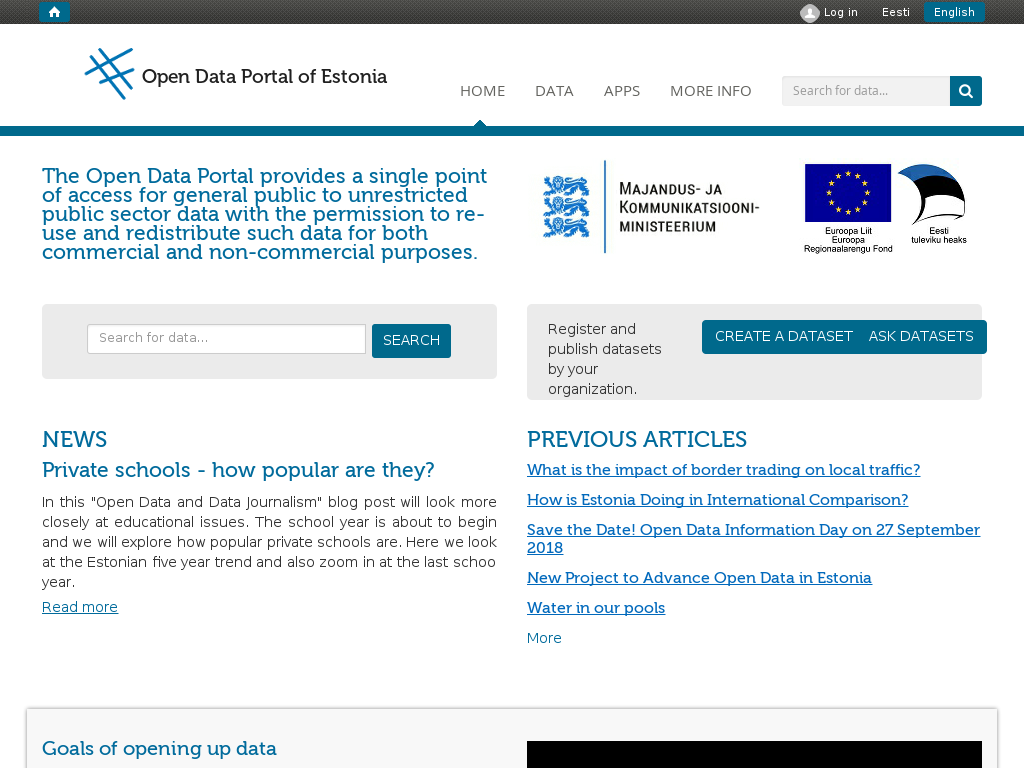 Log in
Eesti
English
Open Data Portal of Estonia
HOME
DATA
APPS
MORE INFO
Search for data...
The Open Data Portal provides a single point
of access for general public to unrestricted
public sector data with the permission to re-
use and redistribute such data for both
commercial and non-commercial purposes.
MAJANDUS- JA
KOMMUNIKATSIOONI-
MINISTEERIUM
Euroopa Liit
Euroopa
Regionaalarengu Fond
Eesti
tuleviku heaks
Search for data...
SEARCH
Register and
publish datasets
by your
organization.
CREATE A DATASET
ASK DATASETS
NEWS
Private schools - how popular are they?
In this "Open Data and Data Journalism" blog post will look more
closely at educational issues. The school year is about to begin
and we will explore how popular private schools are. Here we look
at the Estonian five year trend and also zoom in at the last schoo
year.
Read more
PREVIOUS ARTICLES
What is the impact of border trading on local traffic?
How is Estonia Doing in International Comparison?
Save the Date! Open Data Information Day on 27 September
2018
New Project to Advance Open Data in Estonia
Water in our pools
More
Goals of opening up data